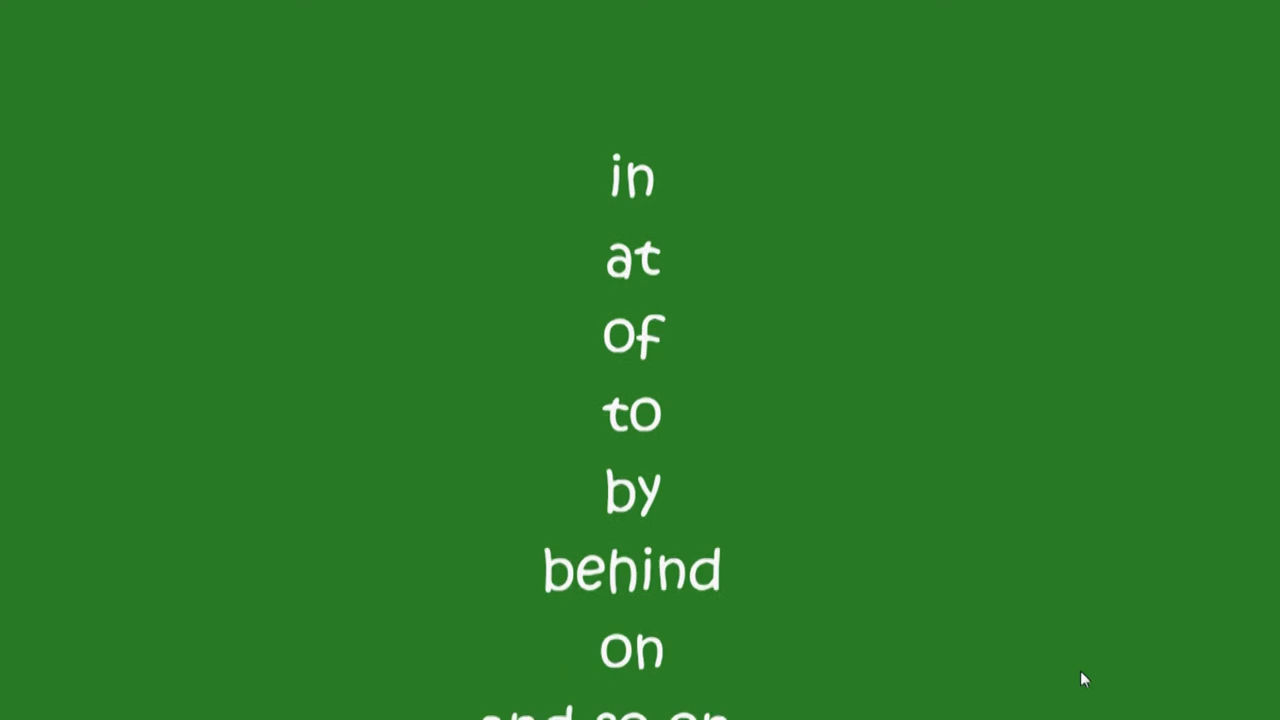 in
at
of
to
by
behind
on
and so on